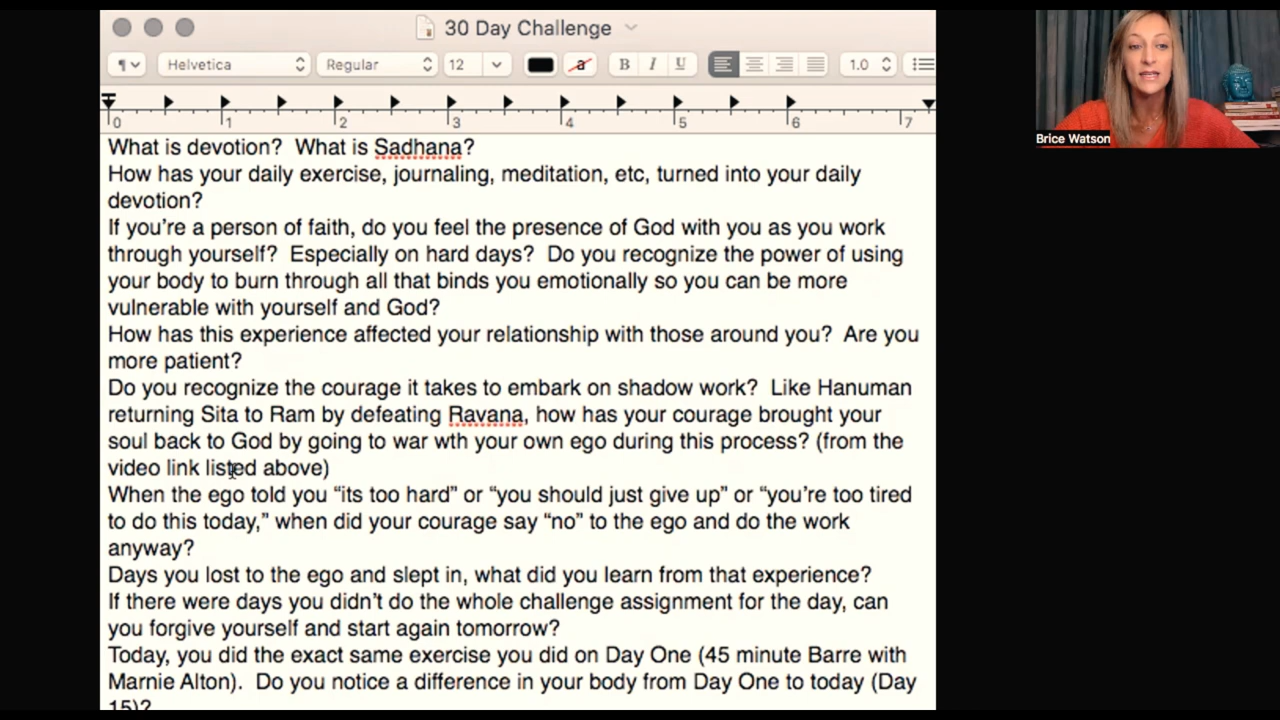 30 Day Challenge
¶ Helvetica Regular 12 a B I U 1.0
0 1 2 3 4 5 6 7
What is devotion?  What is Sadhana?
How has your daily exercise, journaling, meditation, etc, turned into your daily
devotion?
If you’re a person of faith, do you feel the presence of God with you as you work
through yourself?  Especially on hard days?  Do you recognize the power of using
your body to burn through all that binds you emotionally so you can be more
vulnerable with yourself and God?
How has this experience affected your relationship with those around you?  Are you
more patient?
Do you recognize the courage it takes to embark on shadow work?  Like Hanuman
returning Sita to Ram by defeating Ravana, how has your courage brought your
soul back to God by going to war wth your own ego during this process? (from the
video link listed above)
When the ego told you “its too hard” or “you should just give up” or “you’re too tired
to do this today,” when did your courage say “no” to the ego and do the work
anyway?
Days you lost to the ego and slept in, what did you learn from that experience?
If there were days you didn’t do the whole challenge assignment for the day, can
you forgive yourself and start again tomorrow?
Today, you did the exact same exercise you did on Day One (45 minute Barre with
Marnie Alton).  Do you notice a difference in your body from Day One to today (Day
15)?
Brice Watson